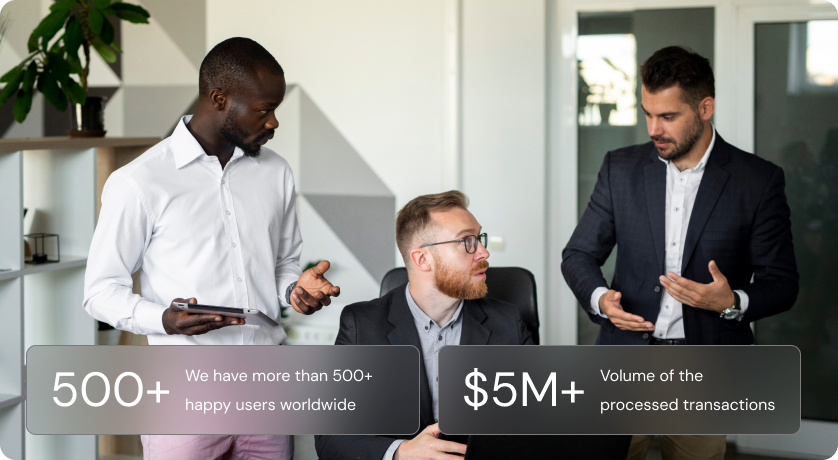 500+
We have more than 500+
happy users worldwide
$5M+
Volume of the
processed transactions